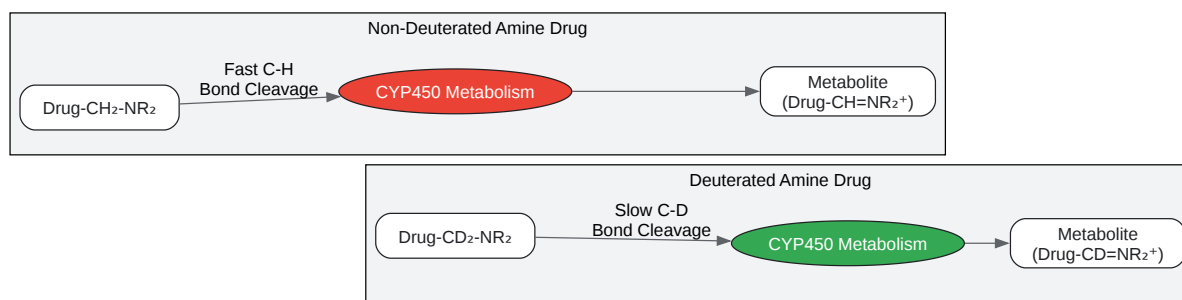 Non-Deuterated Amine Drug
Fast C-H
Bond Cleavage
Drug-CH₂-NR₂
CYP450 Metabolism
Metabolite
(Drug-CH=NR₂⁺)
Deuterated Amine Drug
Slow C-D
Bond Cleavage
Drug-CD₂-NR₂
CYP450 Metabolism
Metabolite
(Drug-CD=NR₂⁺)